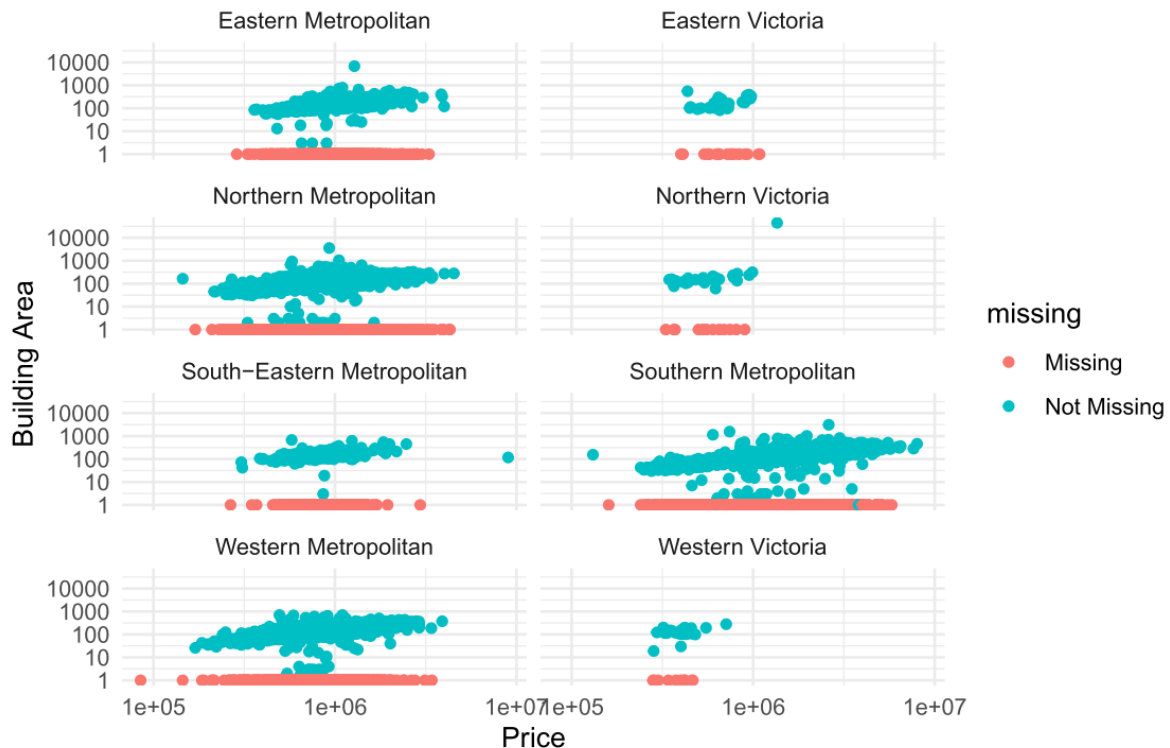 Eastern Metropolitan
Eastern Victoria
10000
1000
100
10
1
Northern Metropolitan
Northern Victoria
10000
1000
100
10
1
South−Eastern Metropolitan
Southern Metropolitan
10000
1000
100
10
1
Western Metropolitan
Western Victoria
10000
1000
100
10
1
1e+05
1e+06
1e+07
1e+05
1e+06
1e+07
Price
Building Area
missing
Missing
Not Missing